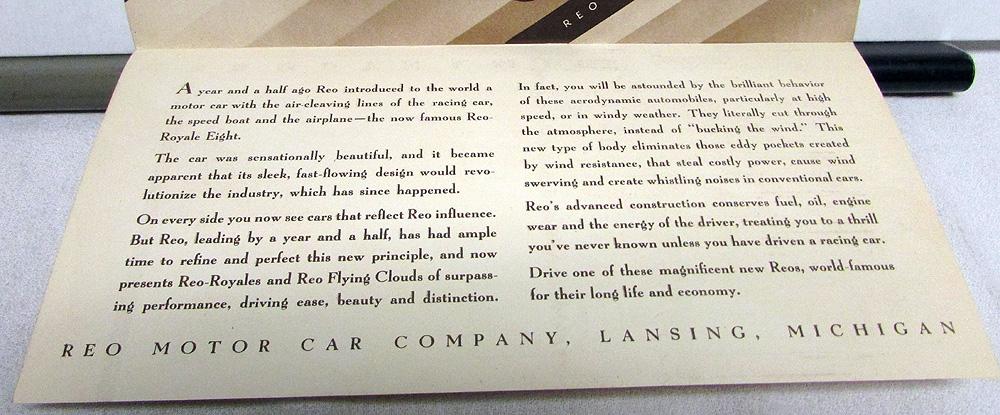 REO
A year and a half ago Reo introduced to the world a
motor car with the air-cleaving lines of the racing car,
the speed boat and the airplane—the now famous Reo-
Royale Eight.
The car was sensationally beautiful, and it became
apparent that its sleek, fast-flowing design would revo-
lutionize the industry, which has since happened.
On every side you now see cars that reflect Reo influence.
But Reo, leading by a year and a half, has had ample
time to refine and perfect this new principle, and now
presents Reo-Royales and Reo Flying Clouds of surpass-
ing performance, driving ease, beauty and distinction.
In fact, you will be astounded by the brilliant behavior
of these aerodynamic automobiles, particularly at high
speed, or in windy weather. They literally cut through
the atmosphere, instead of "bucking the wind." This
new type of body eliminates those eddy pockets created
by wind resistance, that steal costly power, cause wind
swerving and create whistling noises in conventional cars.
Reo's advanced construction conserves fuel, oil, engine
wear and the energy of the driver, treating you to a thrill
you've never known unless you have driven a racing car.
Drive one of these magnificent new Reos, world-famous
for their long life and economy.
REO MOTOR CAR COMPANY, LANSING, MICHIGAN